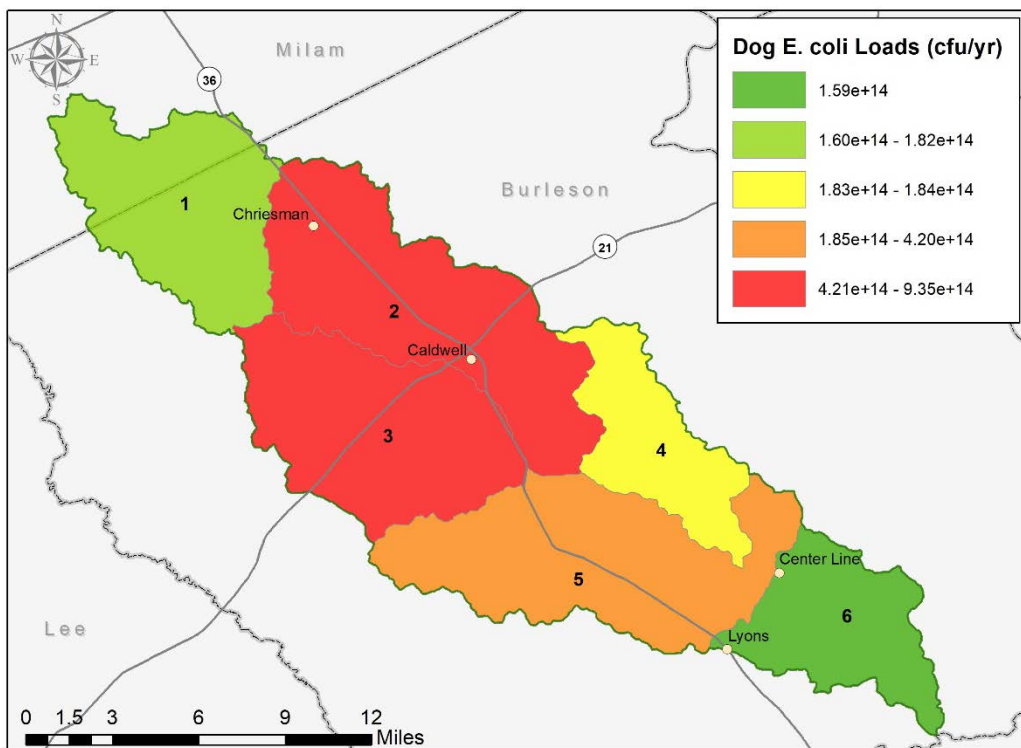 N
W E
S
Milam
36
Dog E. coli Loads (cfu/yr)
1.59e+14
1.60e+14 - 1.82e+14
1.83e+14 - 1.84e+14
1.85e+14 - 4.20e+14
4.21e+14 - 9.35e+14
Burleson
1
Chriesman
21
2
Caldwell
3
4
Center Line
5
6
Lee
Lyons
0 1.5 3 6 9 12
Miles